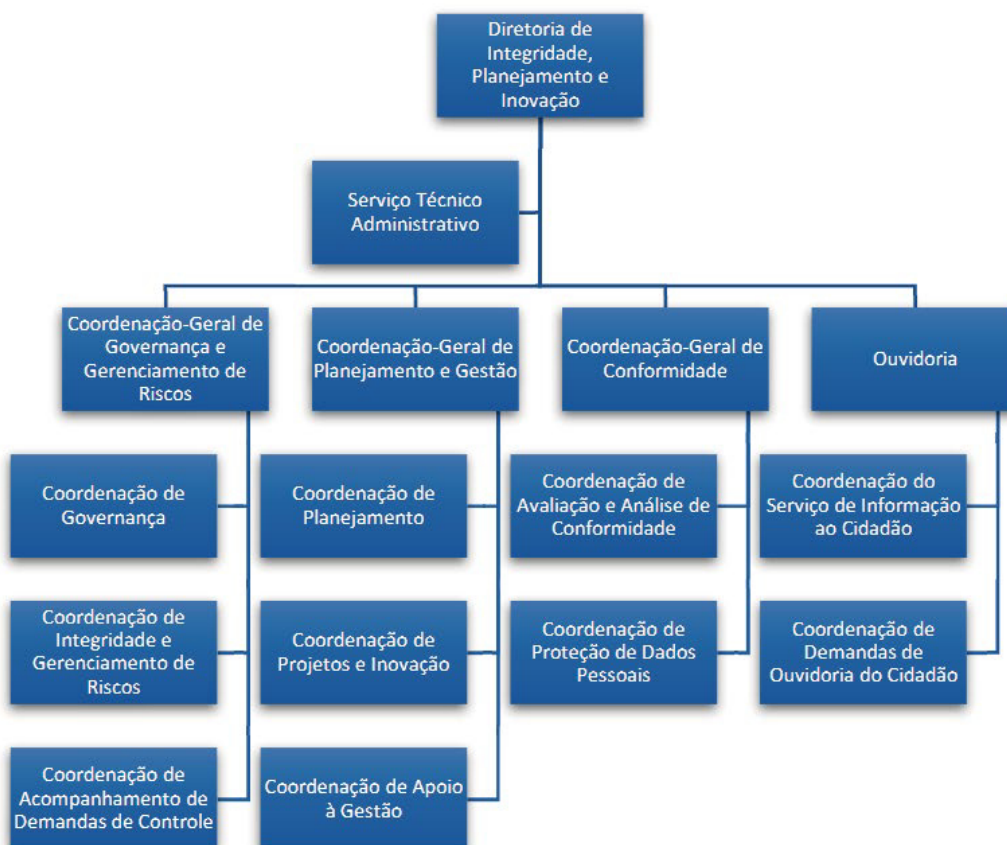 Diretoria de
Integridade,
Planejamento e
Inovação
Serviço Técnico
Administrativo
Coordenação-Geral de
Governança e
Gerenciamento de
Riscos
Coordenação-Geral de
Planejamento e Gestão
Coordenação-Geral de
Conformidade
Ouvidoria
Coordenação de
Governança
Coordenação de
Planejamento
Coordenação de
Avaliação e Análise de
Conformidade
Coordenação do
Serviço de Informação
ao Cidadão
Coordenação de
Integridade e
Gerenciamento de
Riscos
Coordenação de
Projetos e Inovação
Coordenação de
Proteção de Dados
Pessoais
Coordenação de
Demandas de
Ouvidoria do Cidadão
Coordenação de
Acompanhamento de
Demandas de Controle
Coordenação de Apoio
à Gestão